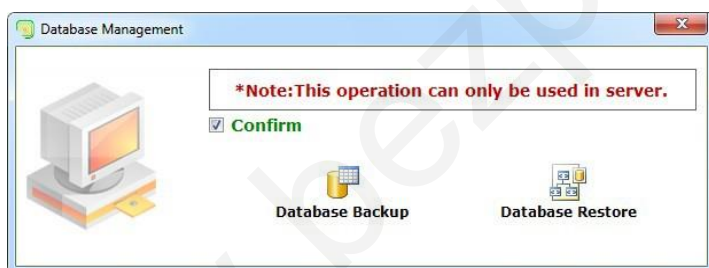 Database Management
*Note:This operation can only be used in server.
Confirm
Database Backup
Database Restore